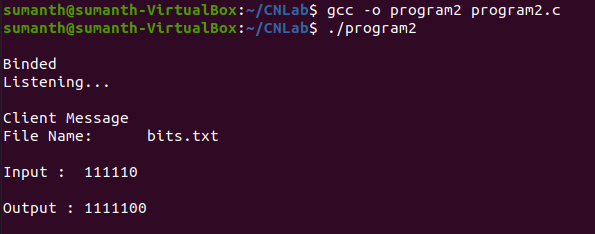 sumanth@sumanth-VirtualBox:~/CNLab$ gcc -o program2 program2.c
sumanth@sumanth-VirtualBox:~/CNLab$ ./program2
Binded
Listening...
Client Message
File Name:      bits.txt
Input :  111110
Output : 1111100